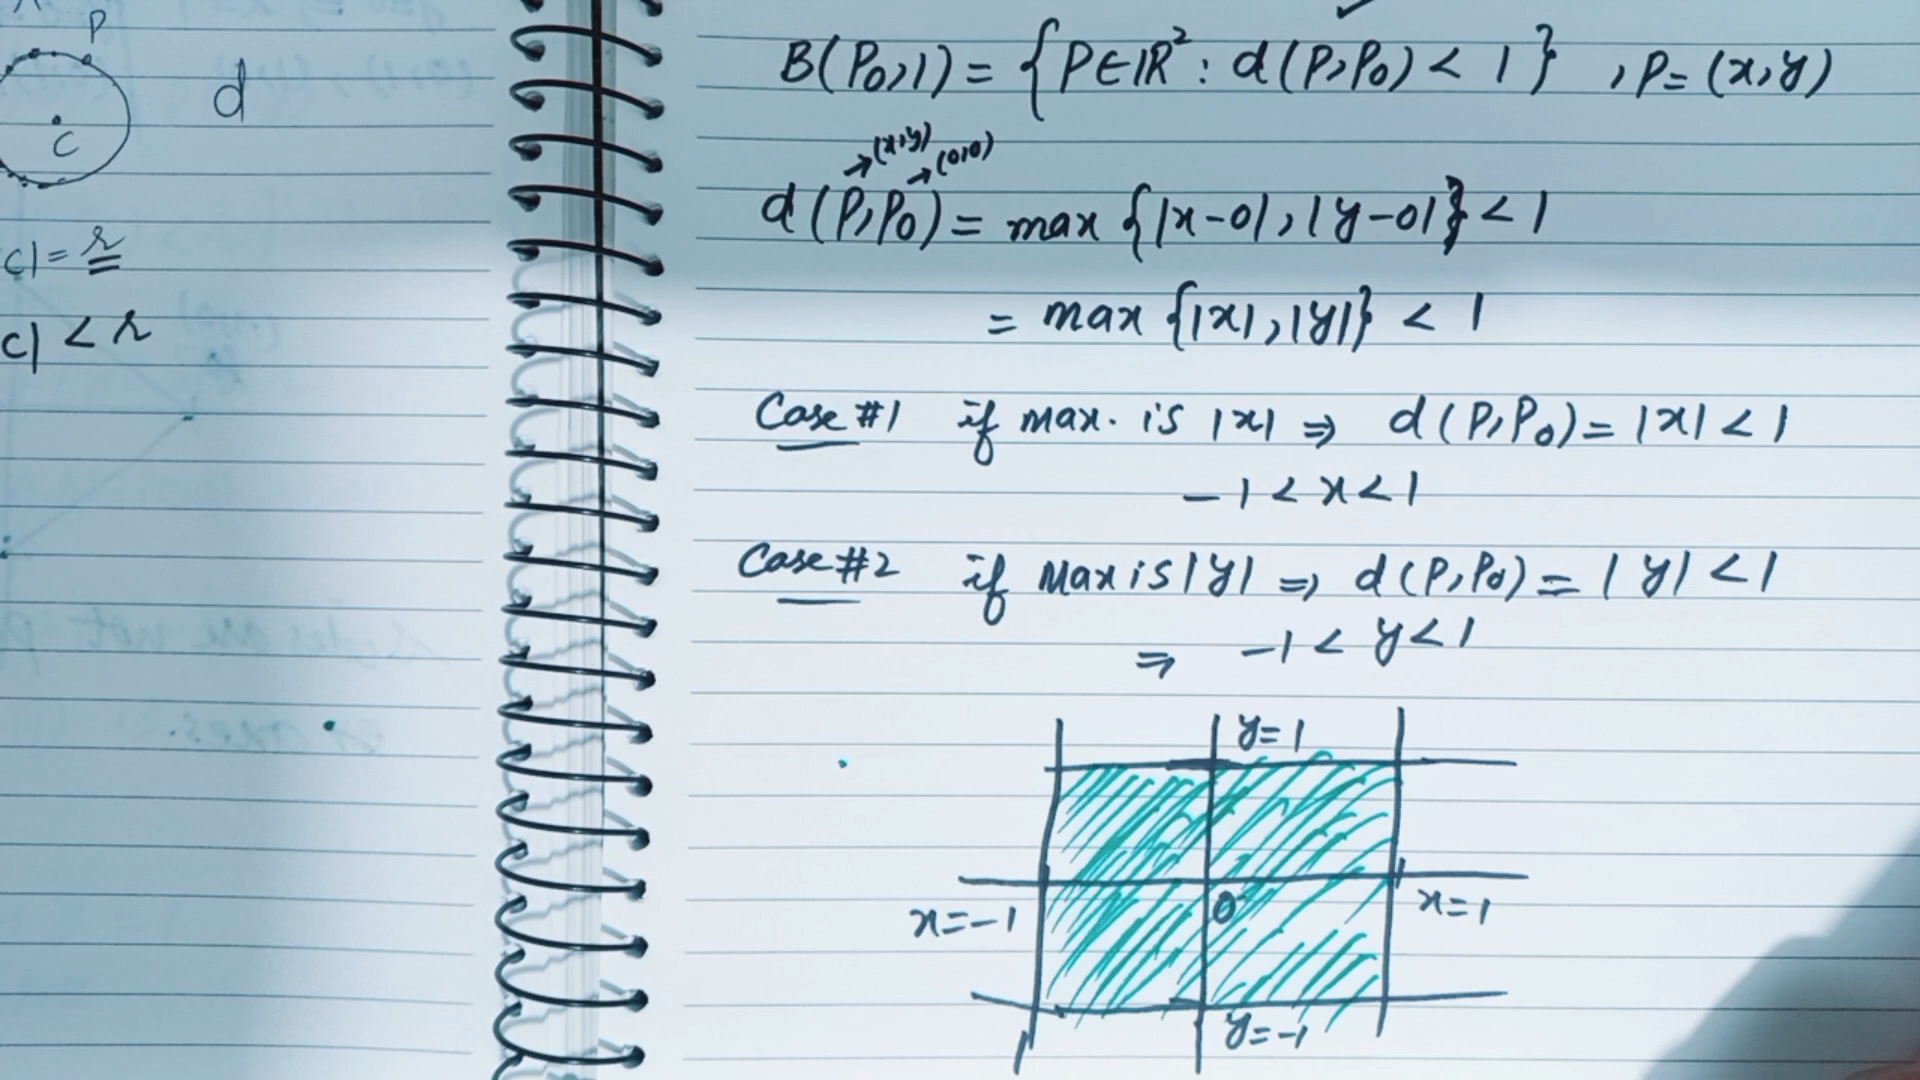 P
d
C
c| = r
c| < r
B(P₀,1) = {P∈ℝ² : d(P,P₀) < 1} , P = (x,y)
→(x,y) →(0,0)
d(P,P₀) = max {|x-0|, |y-0|} < 1
= max {|x|, |y|} < 1
Case #1 if max. is |x| ⇒ d(P,P₀) = |x| < 1
-1 < x < 1
Case #2 if Max is |y| ⇒ d(P,P₀) = |y| < 1
⇒ -1 < y < 1
y=1
x=-1 0 x=1
y=-1